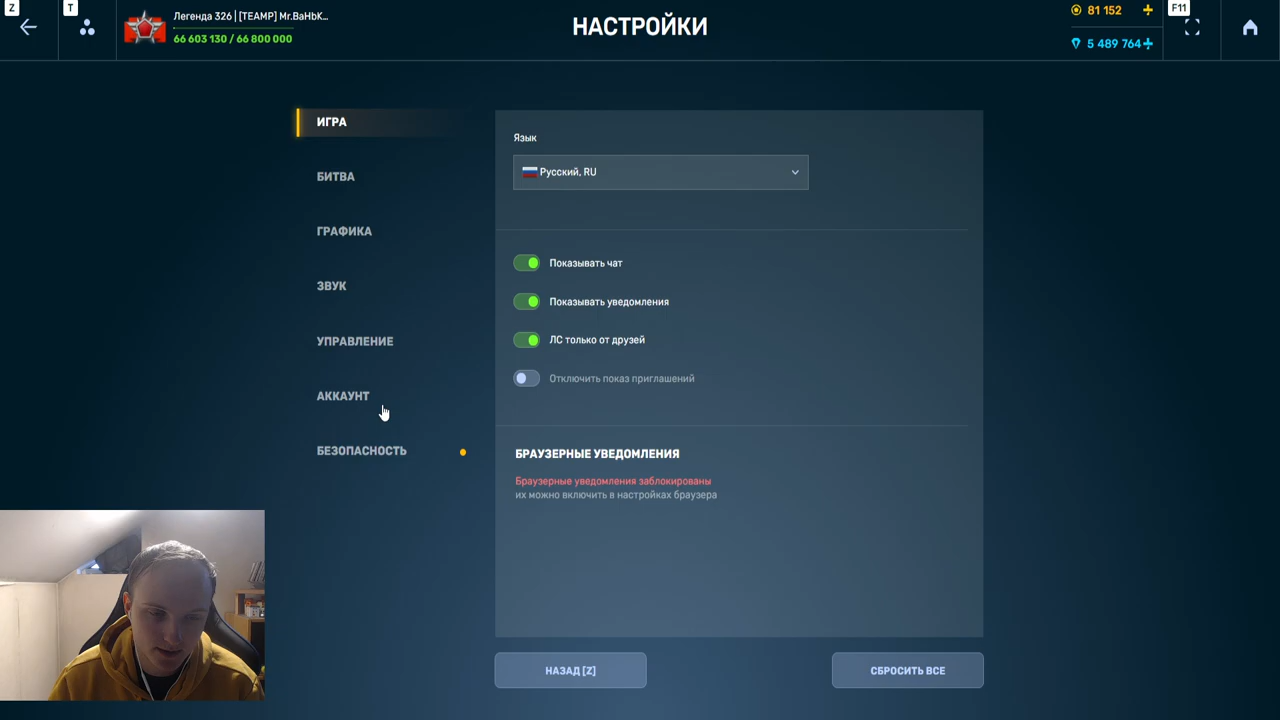 Z
T
Легенда 326 | [TEAMP] Mr.BaHbK...
66 603 130 / 66 800 000
НАСТРОЙКИ
81 152
5 489 764
F11
ИГРА
БИТВА
ГРАФИКА
ЗВУК
УПРАВЛЕНИЕ
АККАУНТ
БЕЗОПАСНОСТЬ
Язык
Русский, RU
Показывать чат
Показывать уведомления
ЛС только от друзей
Отключить показ приглашений
БРАУЗЕРНЫЕ УВЕДОМЛЕНИЯ
Браузерные уведомления заблокированы
их можно включить в настройках браузера
НАЗАД [Z]
СБРОСИТЬ ВСЕ